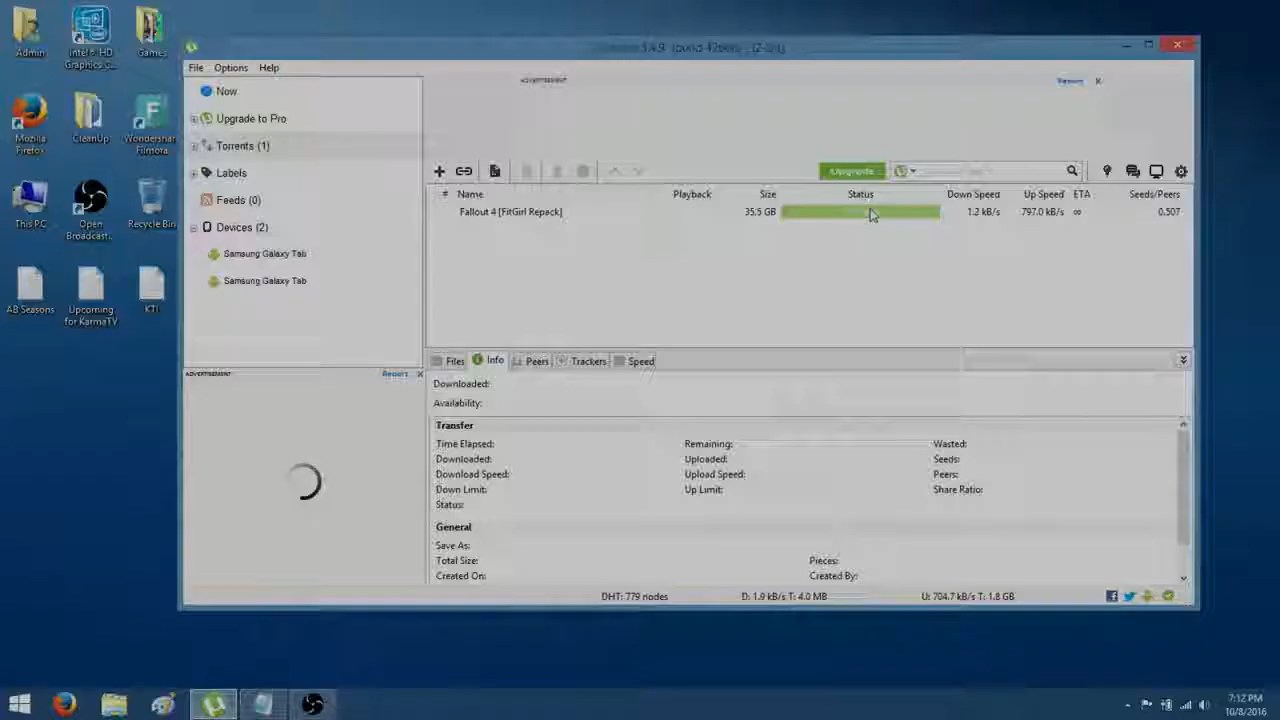 Admin
Intel® HD
Graphics C...
Games
Mozilla
Firefox
CleanUp
Wondershar
Filmora
This PC
Open
Broadcast..
Recycle Bin
AB Seasons
Upcoming
for KarmaTV
File Options Help
ADVERTISEMENT
Report x
Now
Upgrade to Pro
Torrents (1)
Labels
Feeds (0)
Devices (2)
Samsung Galaxy Tab
Samsung Galaxy Tab
ADVERTISEMENT
Report x
Upgrade
# Name Playback Size Status Down Speed Up Speed ETA Seeds/Peers
Fallout 4 [FitGirl Repack] 35.5 GB 1.2 kB/s 797.0 kB/s ∞ 0.507
Files Info Peers Trackers Speed
Downloaded:
Availability:
Transfer
Time Elapsed: Remaining: Wasted:
Downloaded: Uploaded: Seeds:
Download Speed: Upload Speed: Peers:
Down Limit: Up Limit: Share Ratio:
Status:
General
Save As:
Total Size: Pieces:
Created On: Created By:
DHT: 779 nodes D: 1.9 kB/s T: 4.0 MB U: 704.7 kB/s T: 1.8 GB
7:12 PM
10/8/2016